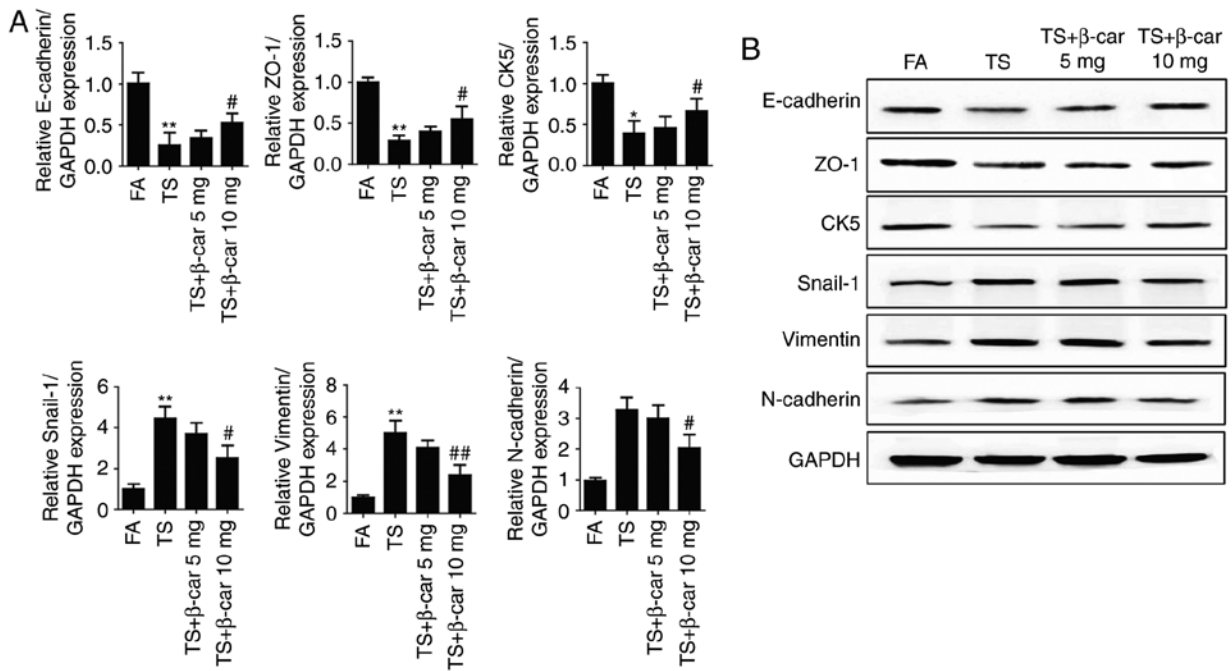 A
Relative E-cadherin/
GAPDH expression
1.5
1.0
0.5
0.0
**
#
FA
TS
TS+β-car 5 mg
TS+β-car 10 mg
Relative ZO-1/
GAPDH expression
1.5
1.0
0.5
0.0
**
#
FA
TS
TS+β-car 5 mg
TS+β-car 10 mg
Relative CK5/
GAPDH expression
1.5
1.0
0.5
0.0
*
#
FA
TS
TS+β-car 5 mg
TS+β-car 10 mg
Relative Snail-1/
GAPDH expression
6
4
2
0
**
#
FA
TS
TS+β-car 5 mg
TS+β-car 10 mg
Relative Vimentin/
GAPDH expression
8
6
4
2
0
**
##
FA
TS
TS+β-car 5 mg
TS+β-car 10 mg
Relative N-cadherin/
GAPDH expression
4
3
2
1
0
#
FA
TS
TS+β-car 5 mg
TS+β-car 10 mg
B
FA
TS
TS+β-car
5 mg
TS+β-car
10 mg
E-cadherin
ZO-1
CK5
Snail-1
Vimentin
N-cadherin
GAPDH